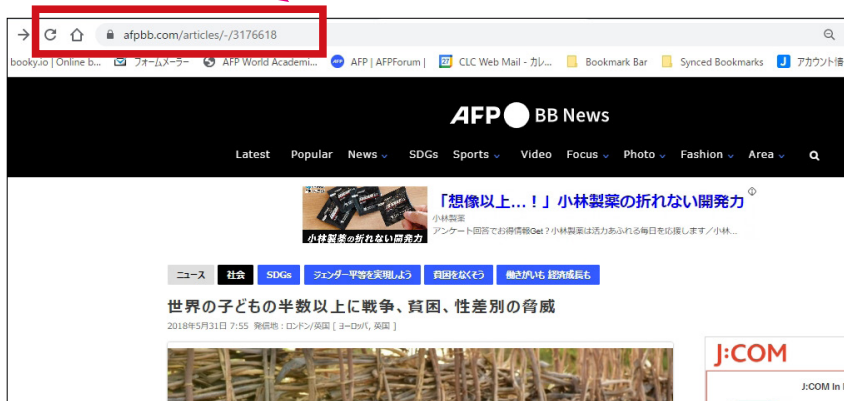 afpbb.com/articles/-/3176618
booky.io | Online b... フォームメーラー AFP World Academi... AFP | AFPForum | CLC Web Mail - カレ... Bookmark Bar Synced Bookmarks アカウント情
AFP BB News
Latest Popular News SDGs Sports Video Focus Photo Fashion Area
「想像以上...！」小林製薬の折れない開発力
小林製薬
アンケート回答でお得情報Get？小林製薬は活力あふれる毎日を応援します／小林...
小林製薬の折れない開発力
ニュース 社会 SDGs ジェンダー平等を実現しよう 貧困をなくそう 働きがいも 経済成長も
世界の子どもの半数以上に戦争、貧困、性差別の脅威
2018年5月31日 7:55 発信地：ロンドン/英国 [ ヨーロッパ, 英国 ]
J:COM
J:COM In